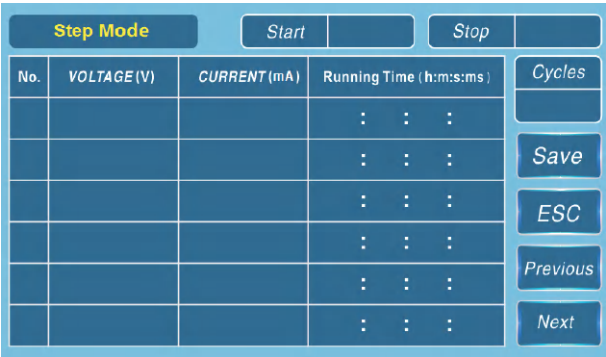 Step Mode Start Stop
No. VOLTAGE(V) CURRENT(mA) Running Time (h:m:s:ms) Cycles
: : :
: : :
Save
: : :
ESC
: : :
: : :
Previous
: : :
Next